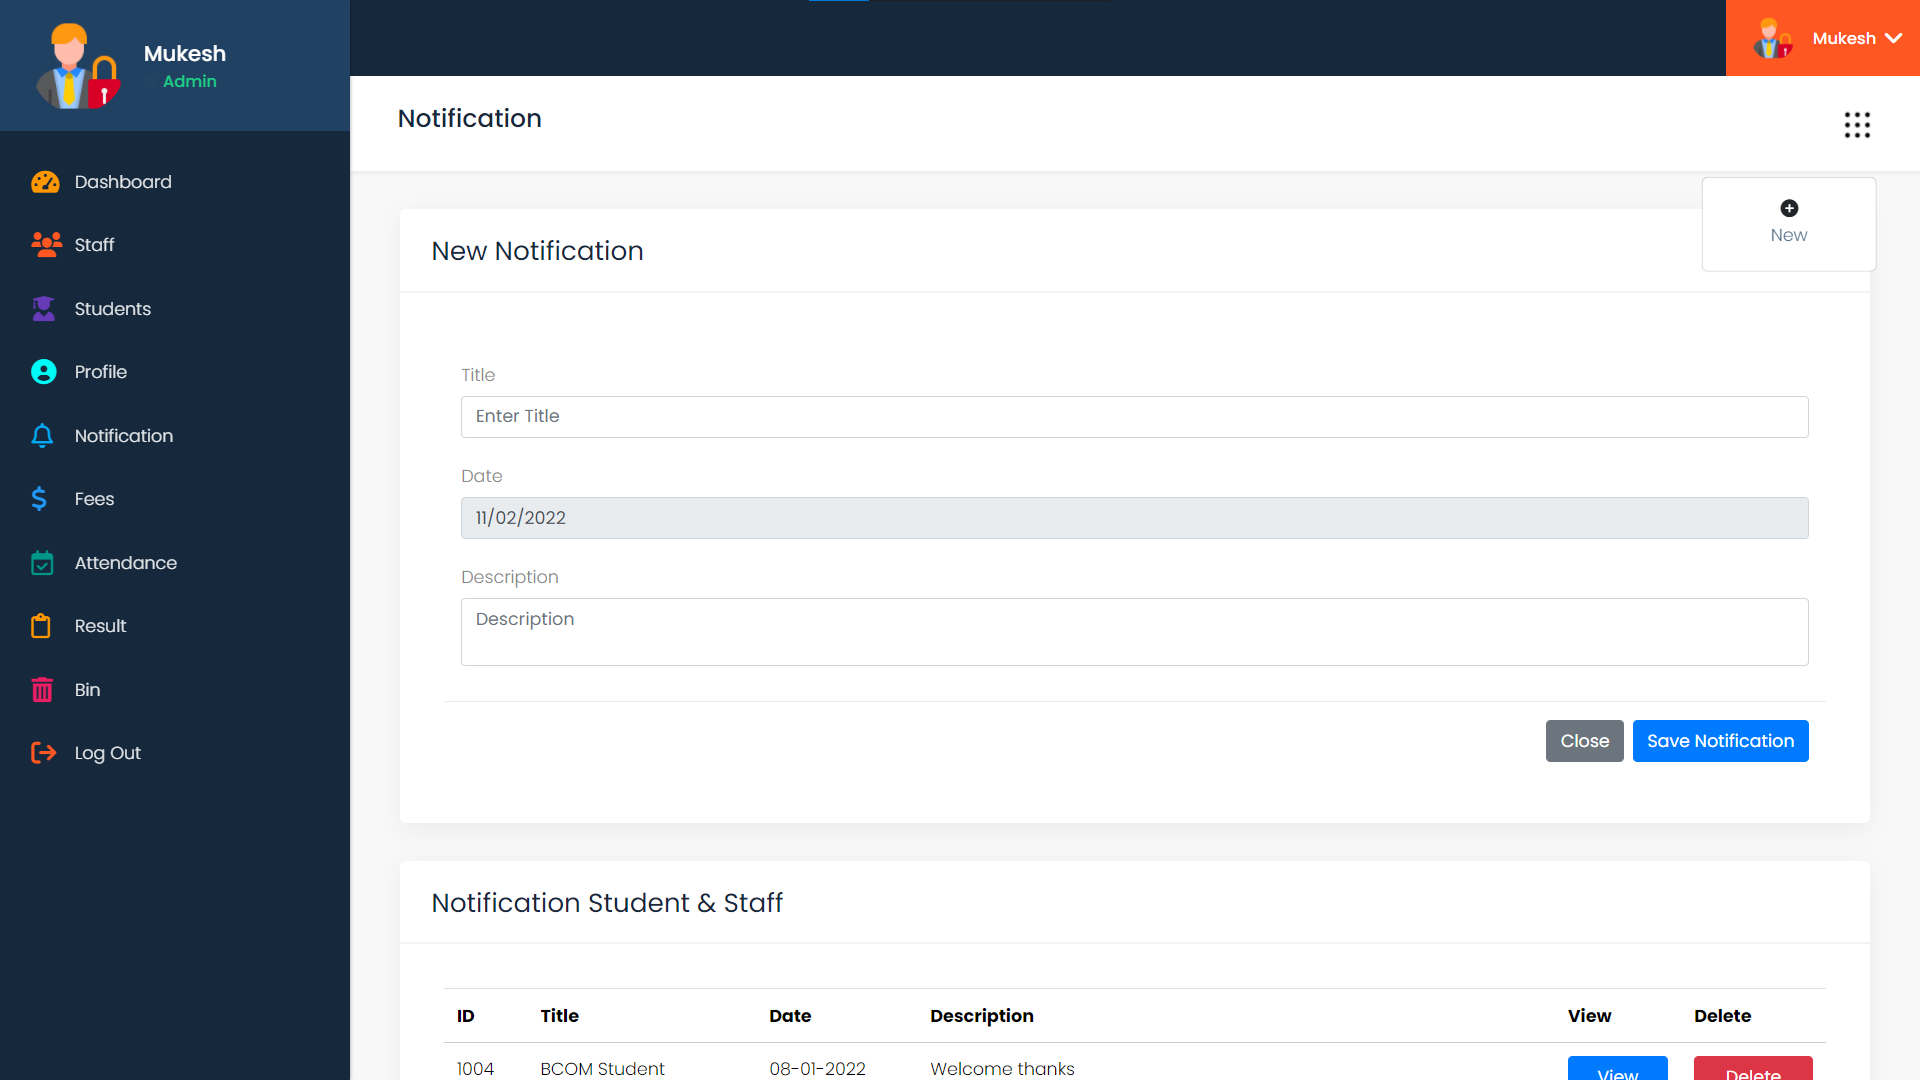 Mukesh
Admin
Mukesh
Dashboard
Staff
Students
Profile
Notification
Fees
Attendance
Result
Bin
Log Out
Notification
New
New Notification
Title
Enter Title
Date
11/02/2022
Description
Description
Close Save Notification
Notification Student & Staff
ID Title Date Description View Delete
1004 BCOM Student 08-01-2022 Welcome thanks View Delete